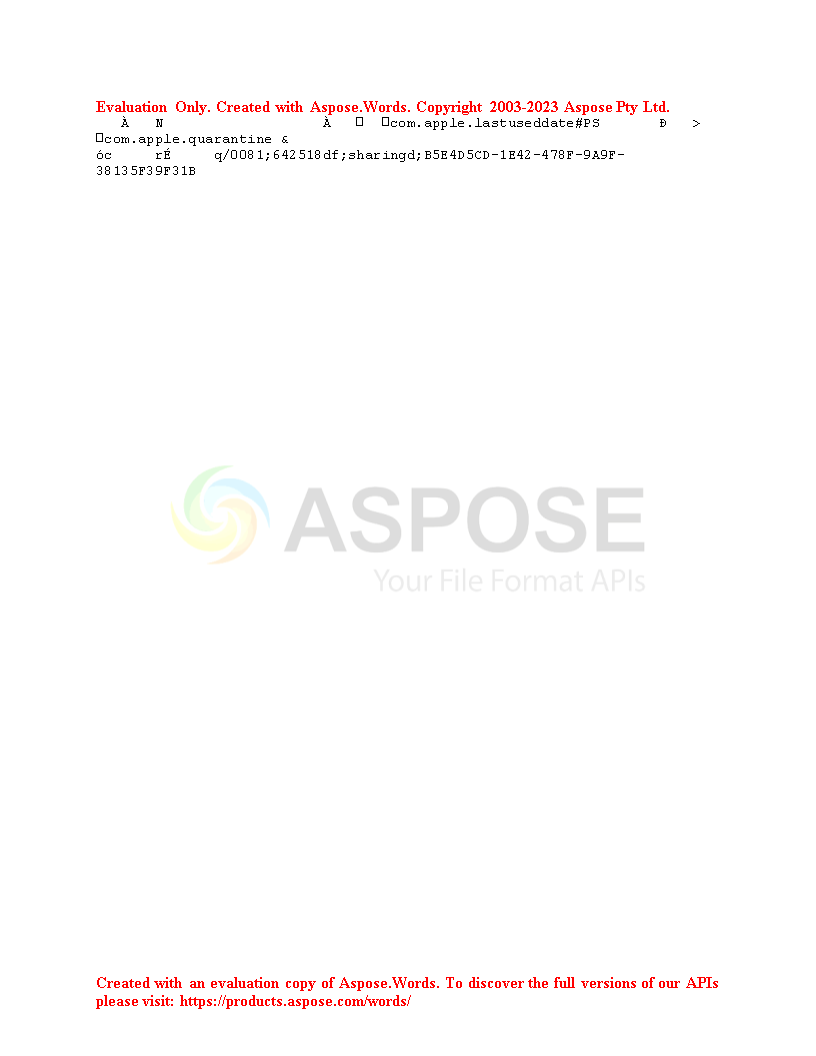 Evaluation Only. Created with Aspose.Words. Copyright 2003-2023 Aspose Pty Ltd.
À N À com.apple.lastuseddate#PS Ð >
com.apple.quarantine &
óc rÉ q/0081;642518df;sharingd;B5E4D5CD-1E42-478F-9A9F-
38135F39F31B
ASPOSE
Your File Format APIs
Created with an evaluation copy of Aspose.Words. To discover the full versions of our APIs
please visit: https://products.aspose.com/words/